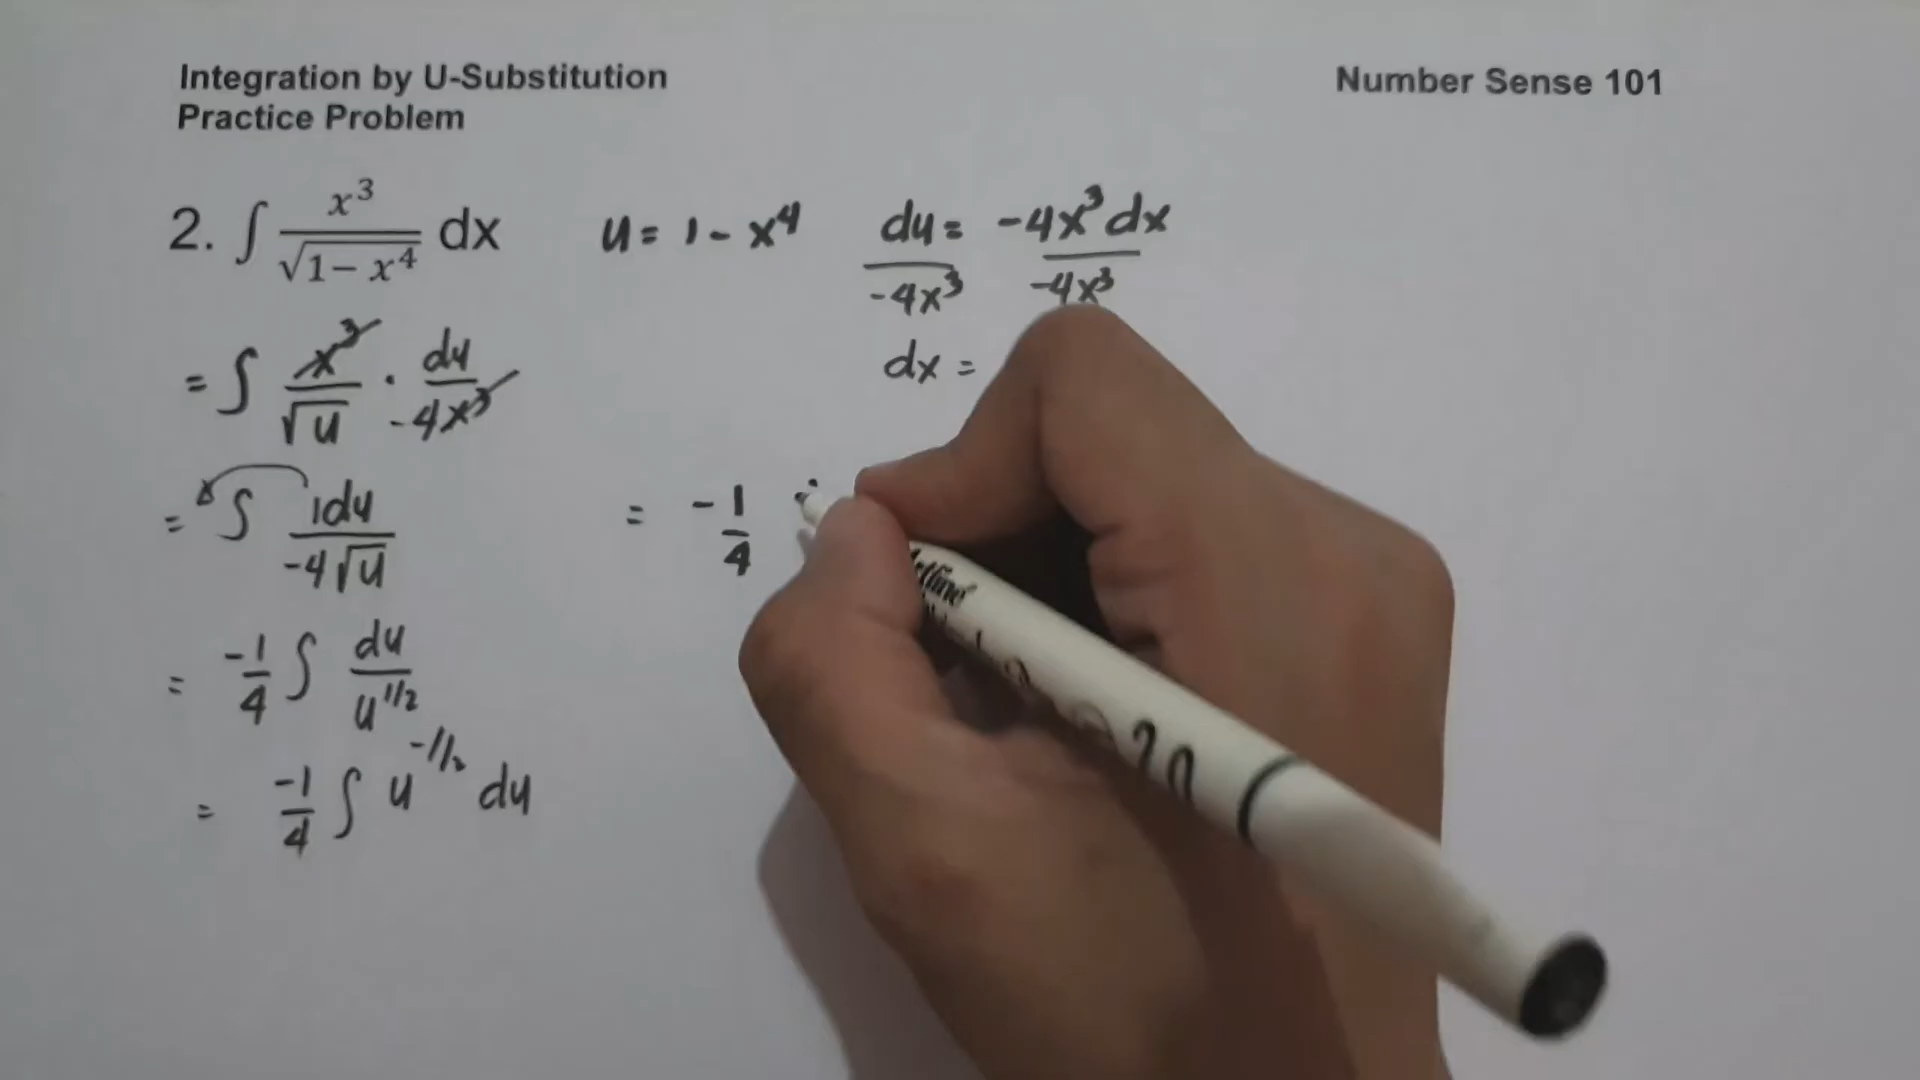 Integration by U-Substitution
Practice Problem
Number Sense 101
2. ∫ x³/√(1− x⁴) dx
u = 1 - x⁴
du/-4x³ = -4x³dx/-4x³
dx =
= ∫ x³/√u · du/-4x³
= ∫ 1du/-4√u
= -1/4 ∫ du/u^1/2
= -1/4 ∫ u^-1/2 du
= -1/4
20